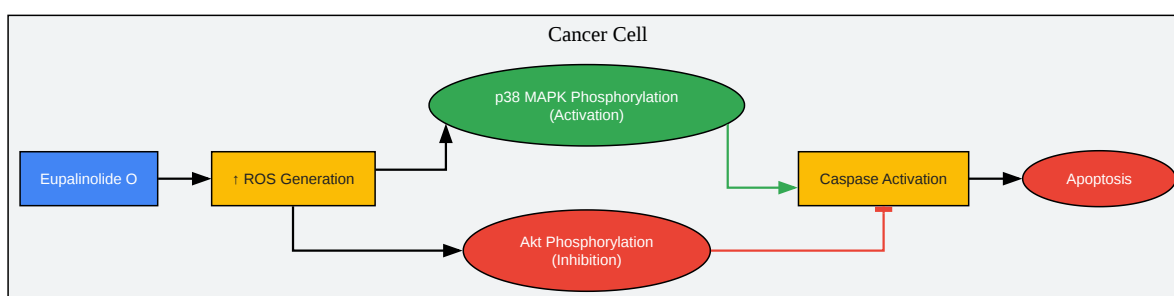 Cancer Cell
p38 MAPK Phosphorylation
(Activation)
Eupalinolide O
↑ ROS Generation
Caspase Activation
Apoptosis
Akt Phosphorylation
(Inhibition)